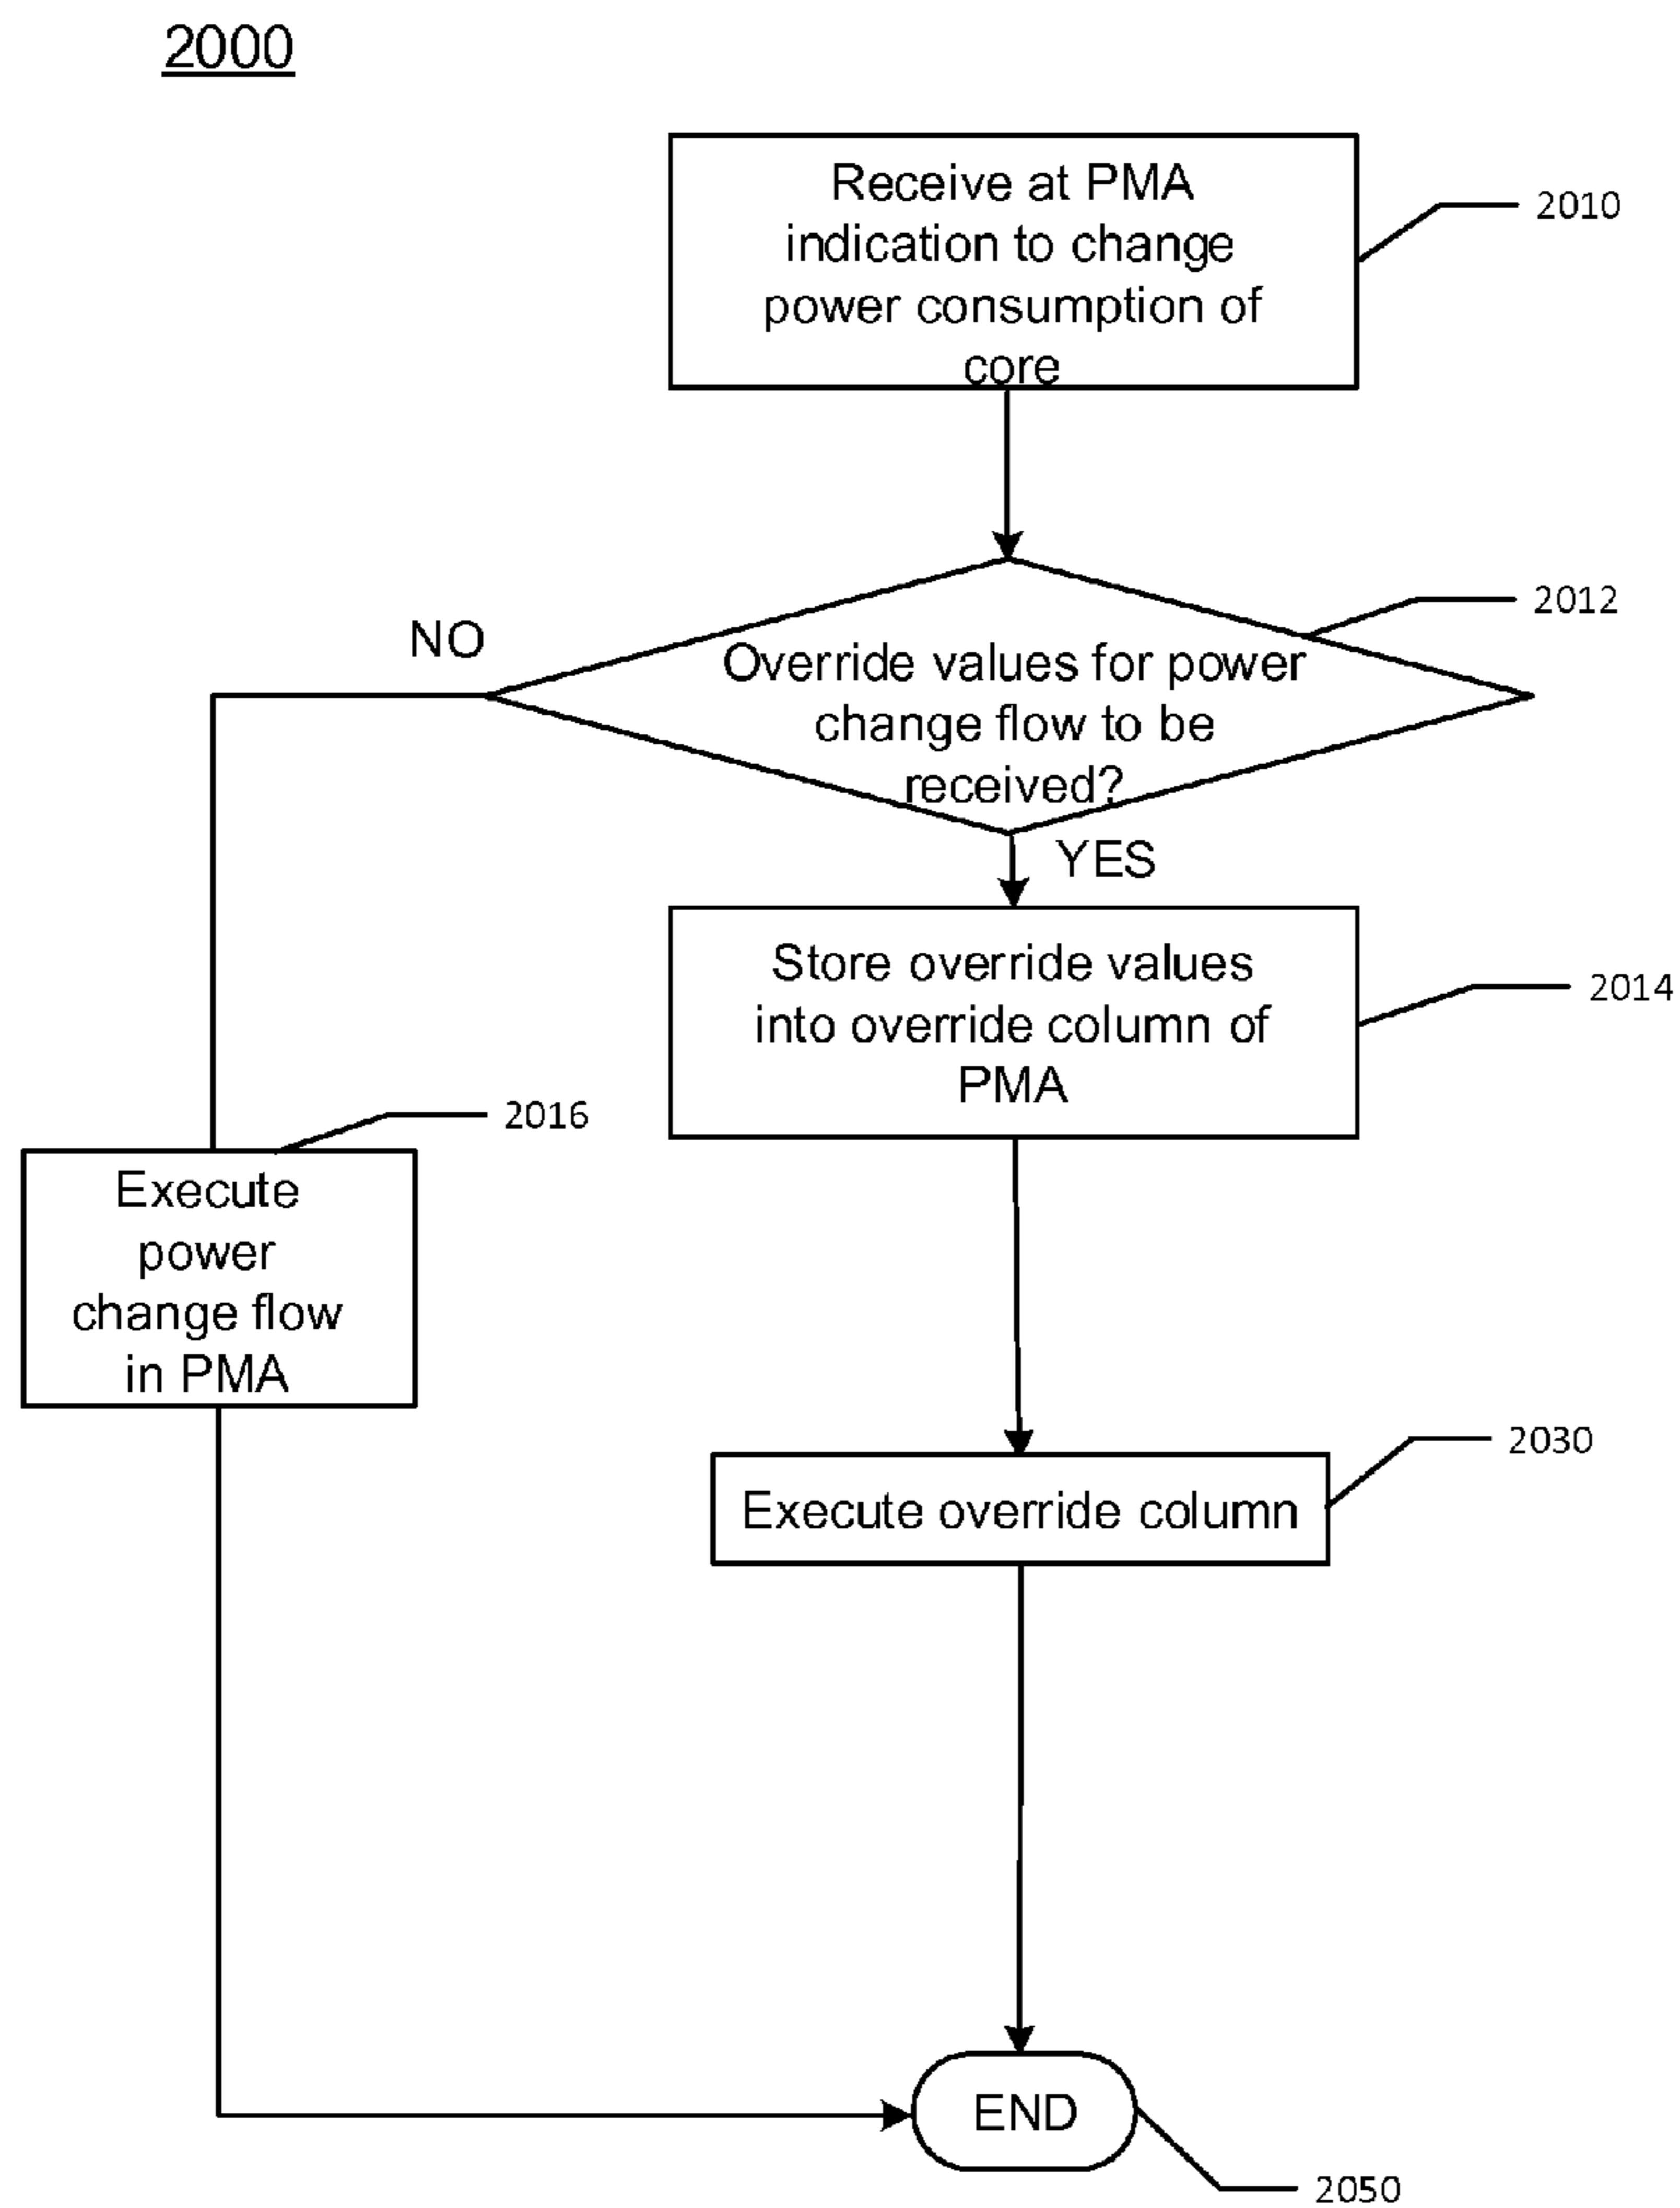 2000
Receive at PMA
indication to change
power consumption of
core
2010
2012
NO
Override values for power
change flow to be
received?
YES
Store override values
into override column of
PMA
2014
2016
Execute
power
change flow
in PMA
2030
Execute override column
END
2050